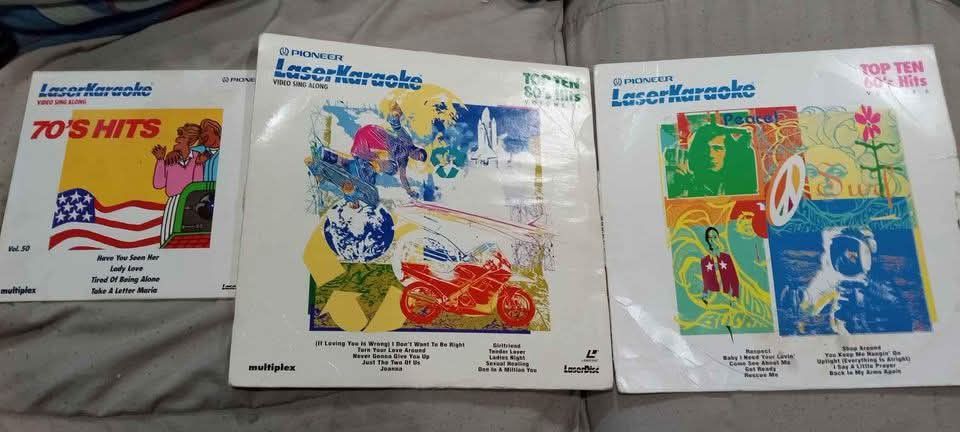 PIONEER
LaserKaraoke
VIDEO SING ALONG
70'S HITS
Vol. 50
Have You Seen Her
Lady Love
Tired Of Being Alone
Take A Letter Maria
multiplex
PIONEER
LaserKaraoke
VIDEO SING ALONG
TOP TEN
80's Hits
(If Loving You Is Wrong) I Don't Want To Be Right
Turn Your Love Around
Never Gonna Give You Up
Just The Two Of Us
Joanna
Girlfriend
Tender Lover
Ladies Night
Sexual Healing
One In A Million You
multiplex
LaserDisc
PIONEER
LaserKaraoke
TOP TEN
60's Hits
Peace!
Surf
Respect
Baby I Need Your Lovin'
Come See About Me
Get Ready
Rescue Me
Shop Around
You Keep Me Hangin' On
Uptight (Everything Is Alright)
I Say A Little Prayer
Back In My Arms Again